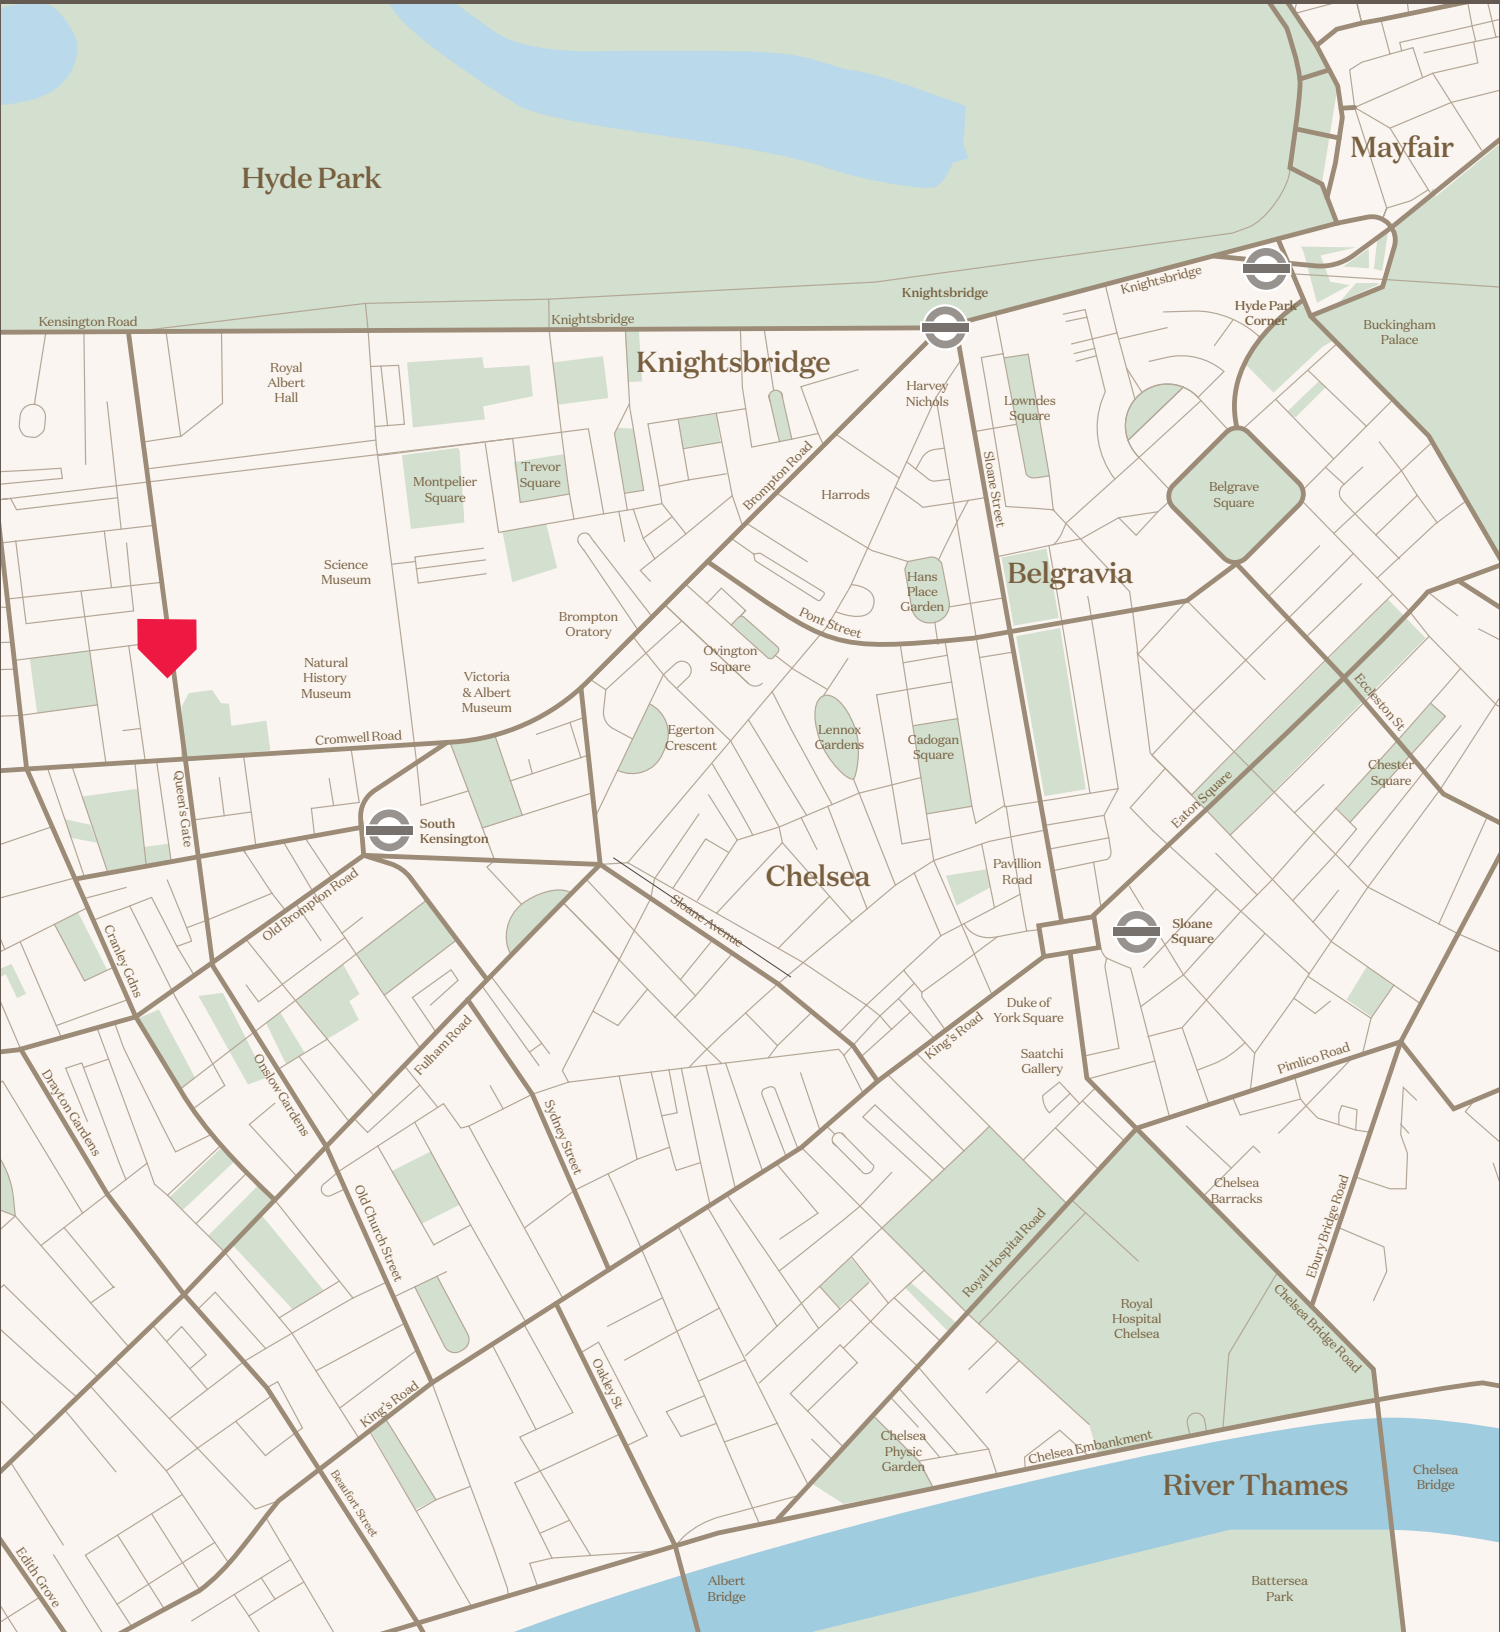 Mayfair
Hyde Park
Knightsbridge
Knightsbridge
Hyde Park
Corner
Kensington Road
Knightsbridge
Buckingham
Palace
Knightsbridge
Royal
Albert
Hall
Harvey
Nichols
Lowndes
Square
Brompton Road
Sloane Street
Trevor
Square
Montpelier
Square
Harrods
Belgrave
Square
Science
Museum
Belgravia
Hans
Place
Garden
Brompton
Oratory
Pont Street
Ovington
Square
Natural
History
Museum
Victoria
& Albert
Museum
Eccleston St
Cromwell Road
Egerton
Crescent
Lennox
Gardens
Cadogan
Square
Chester
Square
Queen's Gate
Eaton Square
South
Kensington
Chelsea
Pavillion
Road
Old Brompton Road
Sloane Avenue
Sloane
Square
Cranley Gdns
Duke of
York Square
King's Road
Saatchi
Gallery
Pimlico Road
Fulham Road
Onslow Gardens
Drayton Gardens
Sydney Street
Chelsea
Barracks
Old Church Street
Royal Hospital Road
Ebury Bridge Road
Royal
Hospital
Chelsea
Chelsea Bridge Road
Oakley St
King's Road
Chelsea
Physic
Garden
Chelsea Embankment
River Thames
Chelsea
Bridge
Beaufort Street
Edith Grove
Albert
Bridge
Battersea
Park